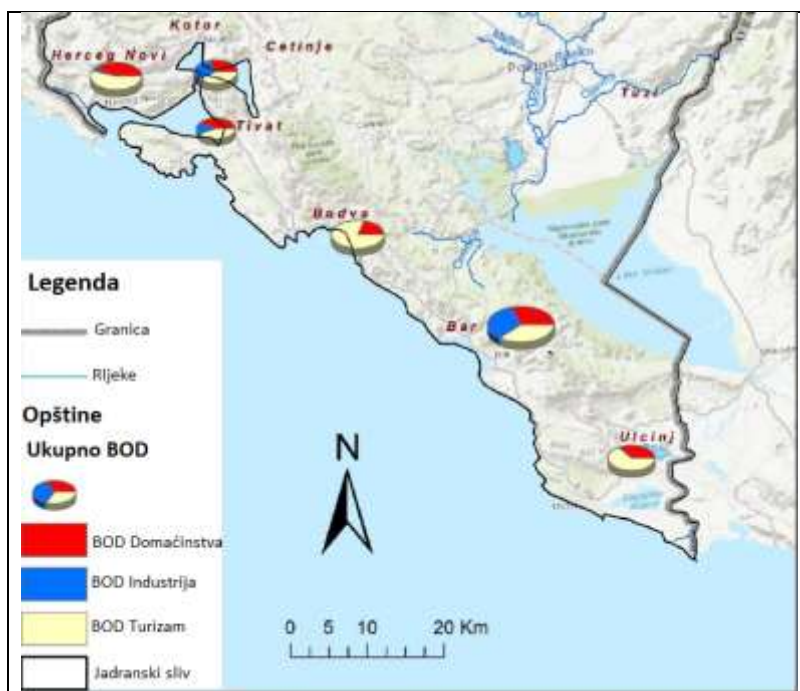 Kotor
Cetinje
Herceg Novi
Tuzi
Tivat
Budva
Bar
Ulcinj
Legenda
Granica
Rijeke
Opštine
Ukupno BOD
BOD Domaćinstva
BOD Industrija
BOD Turizam
Jadranski sliv
N
0 5 10 20 Km